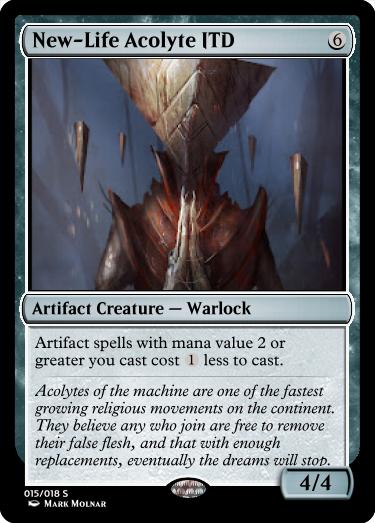 New-Life Acolyte ITD 6
Artifact Creature — Warlock
Artifact spells with mana value 2 or
greater you cast cost 1 less to cast.
Acolytes of the machine are one of the fastest
growing religious movements on the continent.
They believe any who join are free to remove
their false flesh, and that with enough
replacements, eventually the dreams will stop.
4/4
015/018 S
Mark Molnar